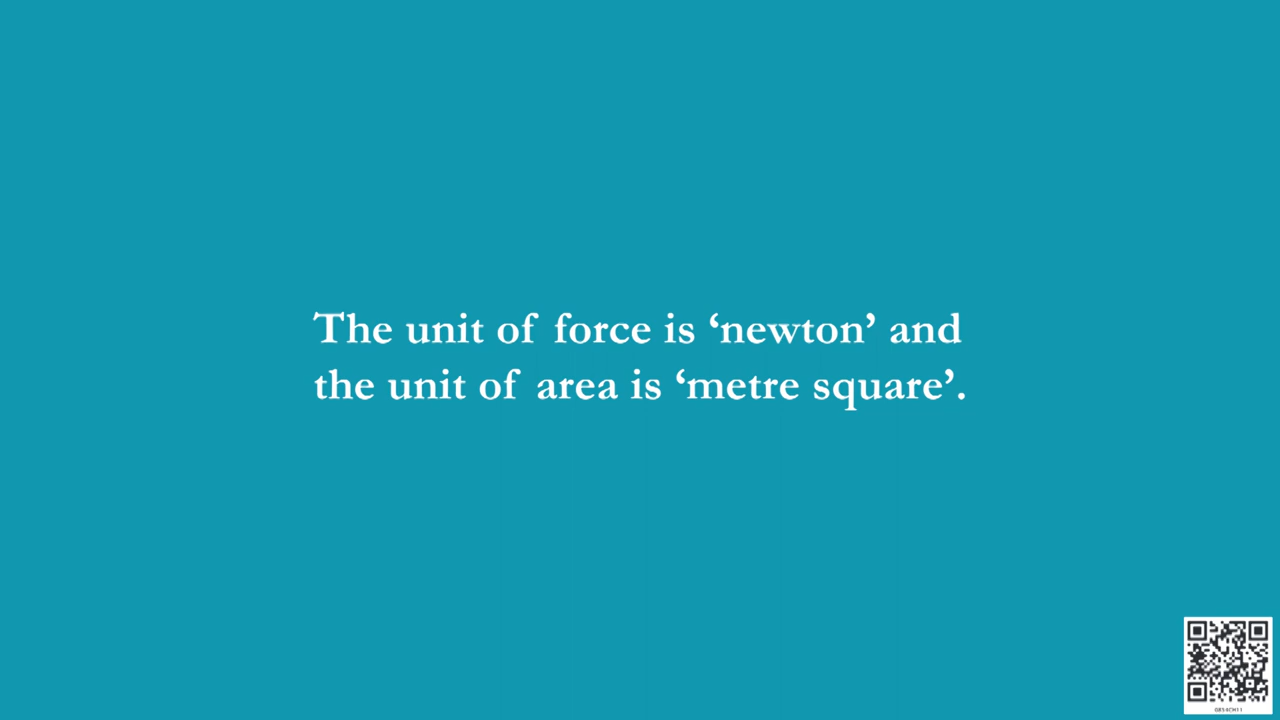 The unit of force is ‘newton’ and
the unit of area is ‘metre square’.